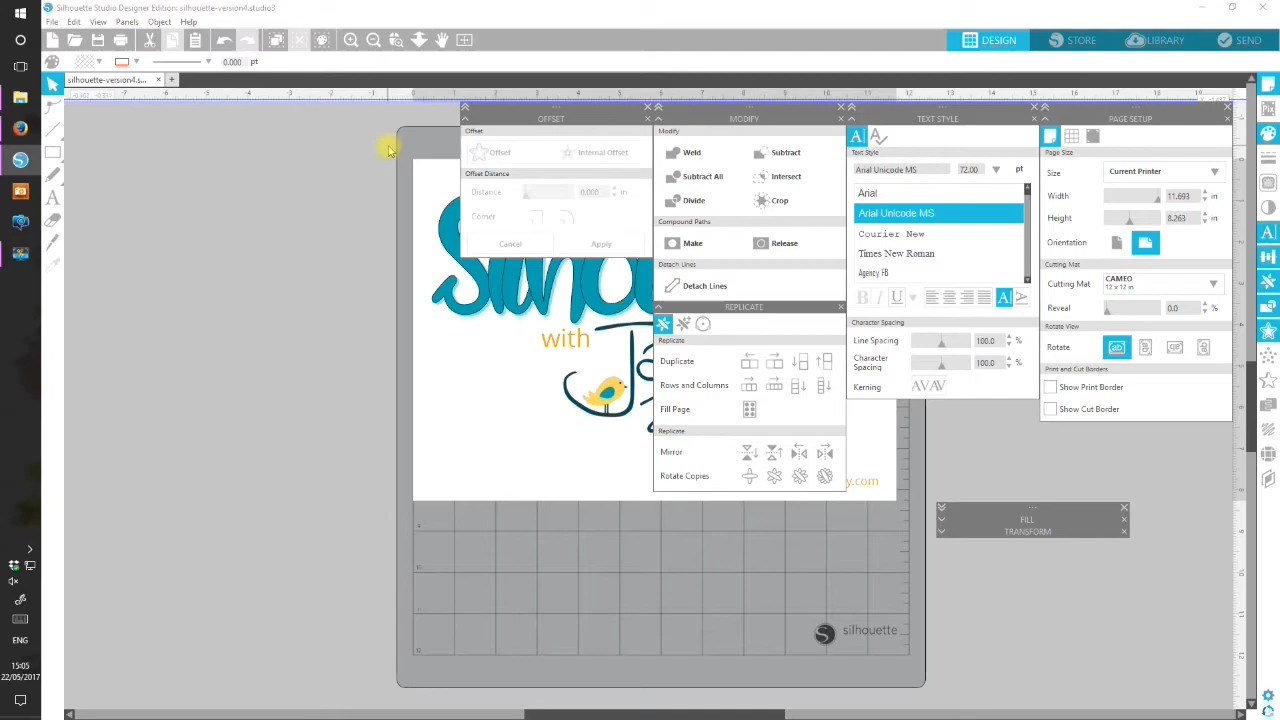 Silhouette Studio Designer Edition: silhouette-version4.studio3
File Edit View Panels Object Help
DESIGN STORE LIBRARY SEND
0.000 pt
silhouette-version4.s... × +
OFFSET
Offset
Offset Internal Offset
Offset Distance
Distance 0.000 in
Corner
Cancel Apply
MODIFY
Modify
Weld Subtract
Subtract All Intersect
Divide Crop
Compound Paths
Make Release
Detach Lines
Detach Lines
REPLICATE
Replicate
Duplicate
Rows and Columns
Fill Page
Replicate
Mirror
Rotate Copies
TEXT STYLE
Text Style
Arial Unicode MS 72.00 pt
Arial
Arial Unicode MS
Courier New
Times New Roman
Agency FB
B I U
Character Spacing
Line Spacing 100.0 %
Character Spacing 100.0 %
Kerning AVAV
PAGE SETUP
Page Size
Size Current Printer
Width 11.693 in
Height 8.263 in
Orientation
Cutting Mat
Cutting Mat CAMEO
12 x 12 in
Reveal 0.0 %
Rotate View
Rotate
Print and Cut Borders
Show Print Border
Show Cut Border
FILL
TRANSFORM
with
y.com
silhouette
ENG
15:05
22/05/2017